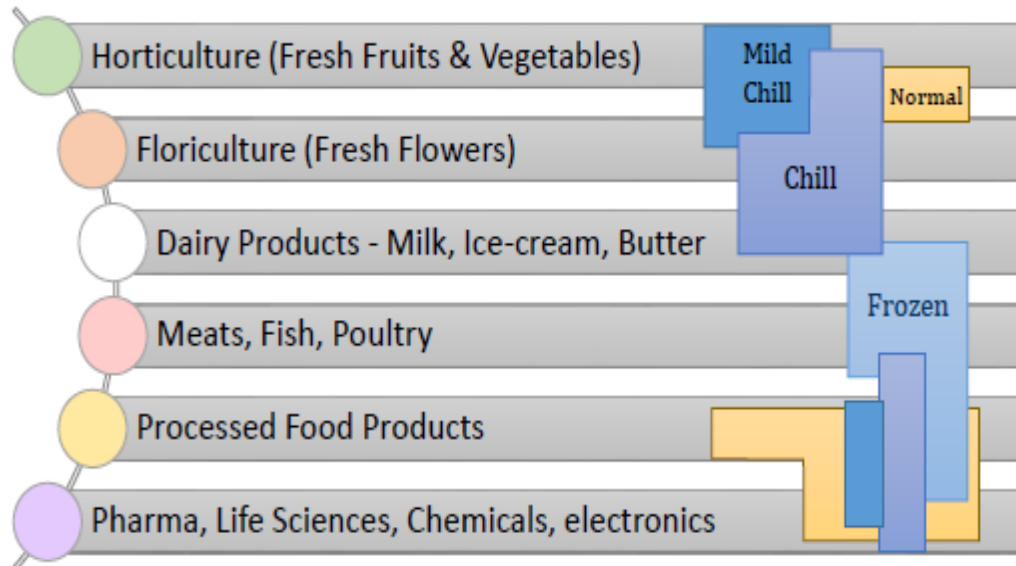 Horticulture (Fresh Fruits & Vegetables)
Mild
Chill
Normal
Floriculture (Fresh Flowers)
Chill
Dairy Products - Milk, Ice-cream, Butter
Frozen
Meats, Fish, Poultry
Processed Food Products
Pharma, Life Sciences, Chemicals, electronics